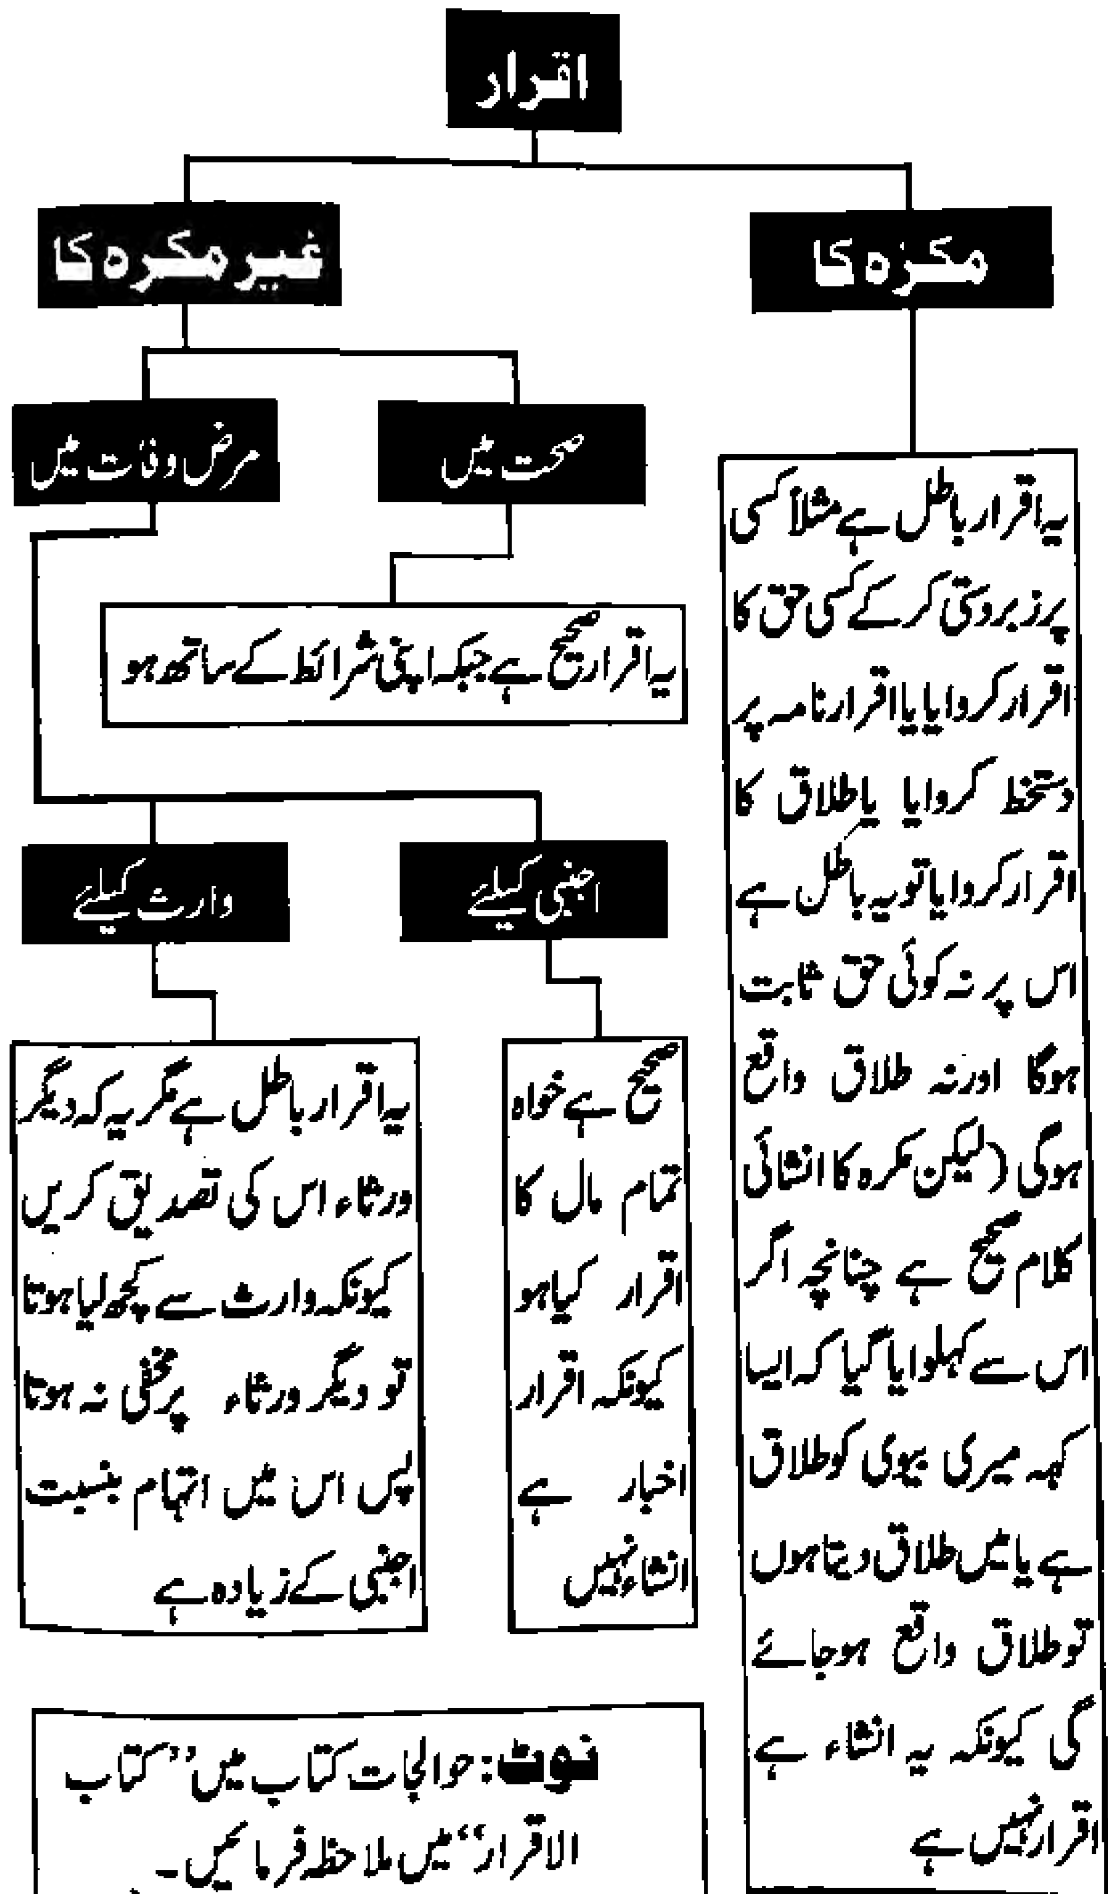 اقرار
مکرَہ کا
غیر مکرہ کا
صحت میں
مرض وفات میں
یہ اقرار باطل ہے مثلاً کسی
پر زبردستی کر کے کسی حق کا
اقرار کروایا یا اقرار نامہ پر
دستخط کروایا یا طلاق کا
اقرار کروایا تو یہ باطل ہے
اس پر نہ کوئی حق ثابت
ہوگا اور نہ طلاق واقع
ہوگی (لیکن مکرہ کا انشائی
کلام صحیح ہے چنانچہ اگر
اس سے کہلوایا گیا کہ ایسا
کہہ میری بیوی کو طلاق
ہے یا میں طلاق دیتا ہوں
تو طلاق واقع ہو جائے
گی کیونکہ یہ انشاء ہے
اقرار نہیں ہے
یہ اقرار صحیح ہے جبکہ اپنی شرائط کے ساتھ ہو
اجنبی کیلئے
وارث کیلئے
صحیح ہے خواہ
تمام مال کا
اقرار کیا ہو
کیونکہ اقرار
اخبار ہے
انشاء نہیں
یہ اقرار باطل ہے مگر یہ کہ دیگر
ورثاء اس کی تصدیق کریں
کیونکہ وارث سے کچھ لیا ہوتا
تو دیگر ورثاء پر مخفی نہ ہوتا
پس اس میں اتہام بنسبت
اجنبی کے زیادہ ہے
نوٹ: حوالجات کتاب میں ”کتاب
الاقرار“ میں ملاحظہ فرمائیں۔